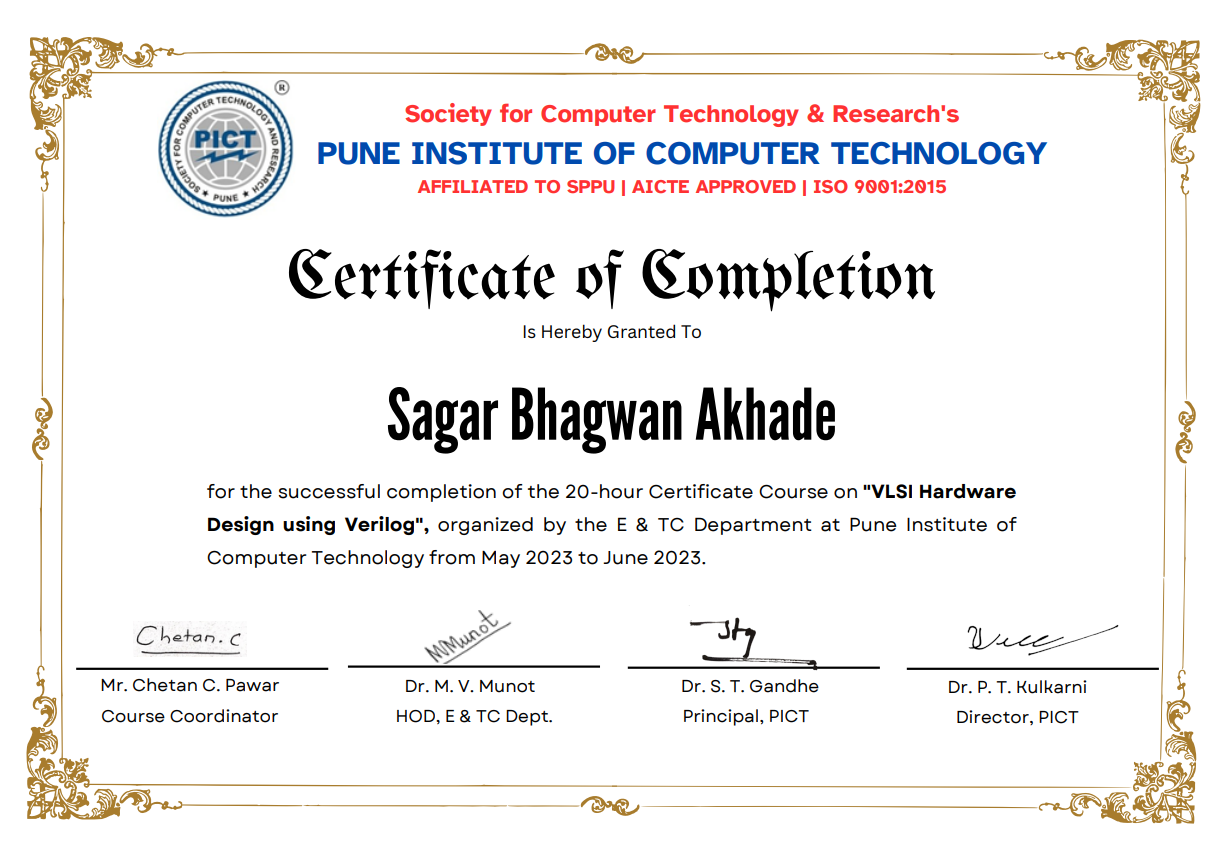 SOCIETY FOR COMPUTER TECHNOLOGY AND RESEARCH
PICT
★ PUNE ★
®
Society for Computer Technology & Research's
PUNE INSTITUTE OF COMPUTER TECHNOLOGY
AFFILIATED TO SPPU | AICTE APPROVED | ISO 9001:2015
Certificate of Completion
Is Hereby Granted To
Sagar Bhagwan Akhade
for the successful completion of the 20-hour Certificate Course on "VLSI Hardware
Design using Verilog", organized by the E & TC Department at Pune Institute of
Computer Technology from May 2023 to June 2023.
Chetan. C
MMunot
Mr. Chetan C. Pawar
Course Coordinator
Dr. M. V. Munot
HOD, E & TC Dept.
Dr. S. T. Gandhe
Principal, PICT
Dr. P. T. Kulkarni
Director, PICT